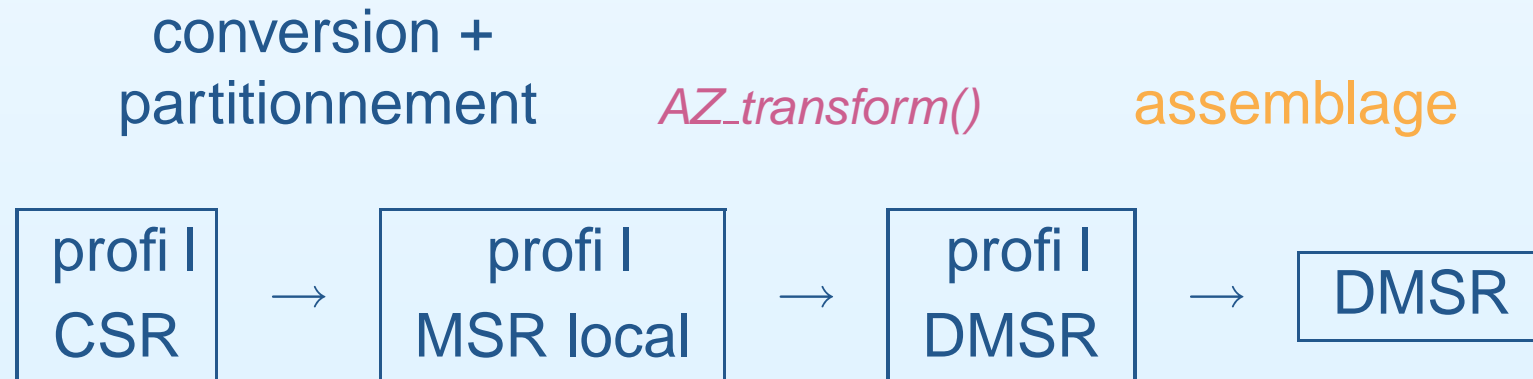 conversion +
partitionnement AZ_transform() assemblage
profi l profi l profi l
→ → → DMSR
CSR MSR local DMSR